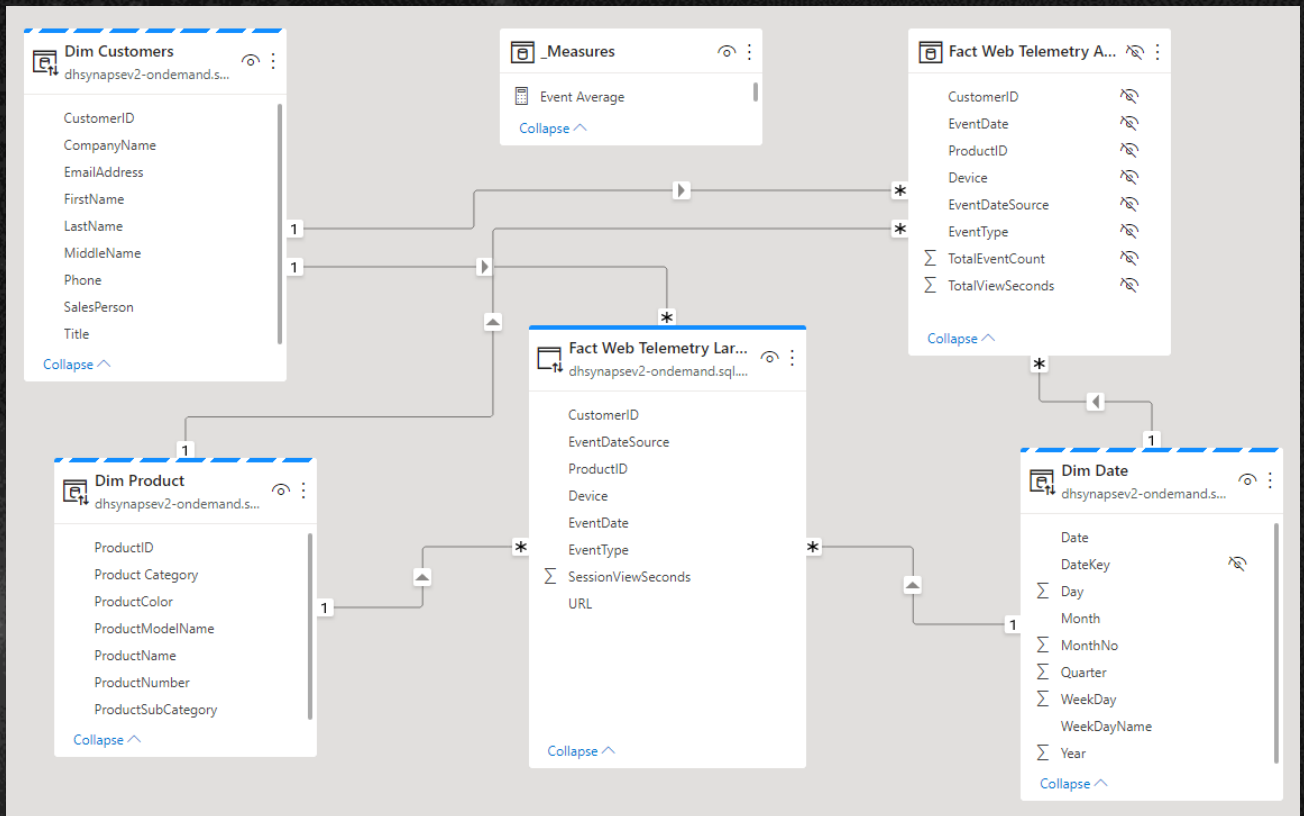 Dim Customers
dhsynapsev2-ondemand.s...
CustomerID
CompanyName
EmailAddress
FirstName
LastName
MiddleName
Phone
SalesPerson
Title
Collapse
_Measures
Event Average
Collapse
Fact Web Telemetry A...
CustomerID
EventDate
ProductID
Device
EventDateSource
EventType
∑ TotalEventCount
∑ TotalViewSeconds
Collapse
1
*
*
1
*
*
1
1
Fact Web Telemetry Lar...
dhsynapsev2-ondemand.sql....
CustomerID
EventDateSource
ProductID
Device
EventDate
EventType
∑ SessionViewSeconds
URL
Collapse
Dim Product
dhsynapsev2-ondemand.s...
ProductID
Product Category
ProductColor
ProductModelName
ProductName
ProductNumber
ProductSubCategory
Collapse
1
*
*
1
Dim Date
dhsynapsev2-ondemand.s...
Date
DateKey
∑ Day
Month
∑ MonthNo
∑ Quarter
∑ WeekDay
WeekDayName
∑ Year
Collapse